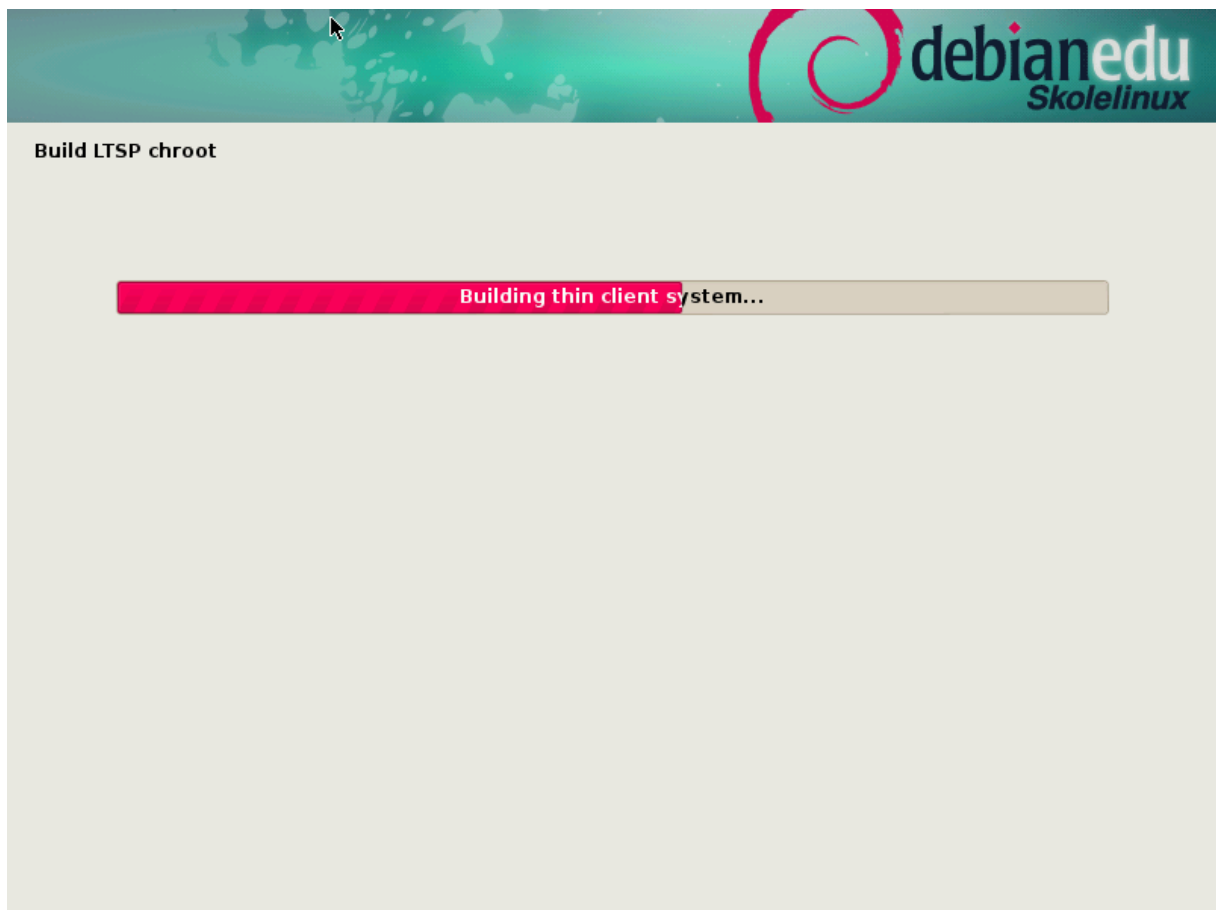 debianedu
Skolelinux
Build LTSP chroot
Building thin client system...